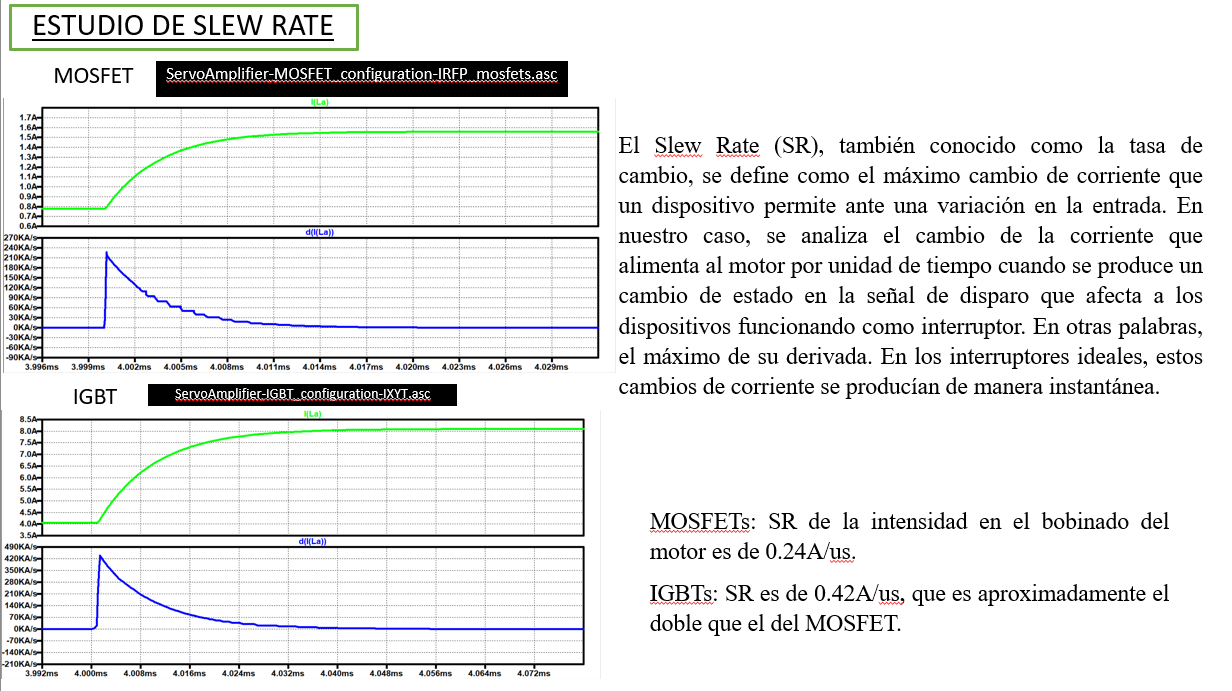 ESTUDIO DE SLEW RATE
MOSFET
ServoAmplifier-MOSFET_configuration-IRFP_mosfets.asc
I(La)
1.7A
1.6A
1.5A
1.4A
1.3A
1.2A
1.1A
1.0A
0.9A
0.8A
0.7A
0.6A
d(I(La))
270KA/s
240KA/s
210KA/s
180KA/s
150KA/s
120KA/s
90KA/s
60KA/s
30KA/s
0KA/s
-30KA/s
-60KA/s
-90KA/s
3.996ms 3.999ms 4.002ms 4.005ms 4.008ms 4.011ms 4.014ms 4.017ms 4.020ms 4.023ms 4.026ms 4.029ms
IGBT
ServoAmplifier-IGBT_configuration-IXYT.asc
I(La)
8.5A
8.0A
7.5A
7.0A
6.5A
6.0A
5.5A
5.0A
4.5A
4.0A
3.5A
d(I(La))
490KA/s
420KA/s
350KA/s
280KA/s
210KA/s
140KA/s
70KA/s
0KA/s
-70KA/s
-140KA/s
-210KA/s
3.992ms 4.000ms 4.008ms 4.016ms 4.024ms 4.032ms 4.040ms 4.048ms 4.056ms 4.064ms 4.072ms
El Slew Rate (SR), también conocido como la tasa de
cambio, se define como el máximo cambio de corriente que
un dispositivo permite ante una variación en la entrada. En
nuestro caso, se analiza el cambio de la corriente que
alimenta al motor por unidad de tiempo cuando se produce un
cambio de estado en la señal de disparo que afecta a los
dispositivos funcionando como interruptor. En otras palabras,
el máximo de su derivada. En los interruptores ideales, estos
cambios de corriente se producían de manera instantánea.
MOSFETs: SR de la intensidad en el bobinado del
motor es de 0.24A/us.
IGBTs: SR es de 0.42A/us, que es aproximadamente el
doble que el del MOSFET.